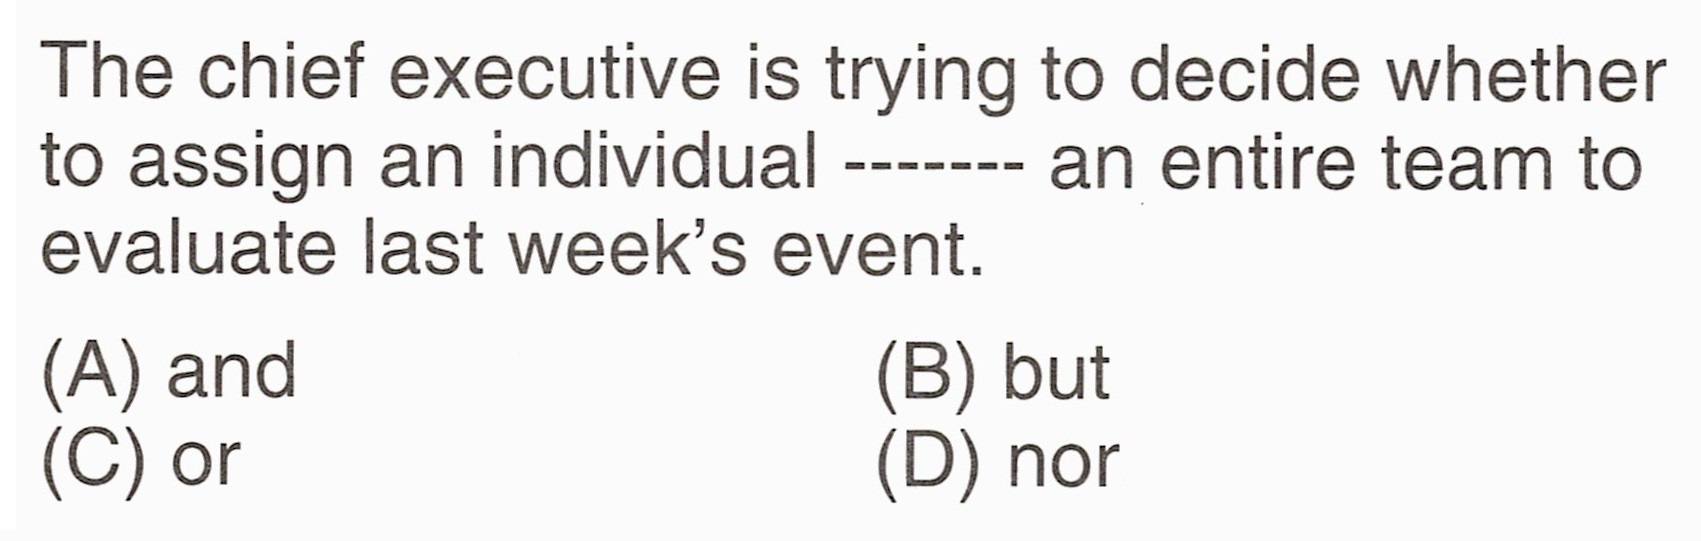 The chief executive is trying to decide whether
to assign an individual ------- an entire team to
evaluate last week's event.
(A) and
(B) but
(C) or
(D) nor